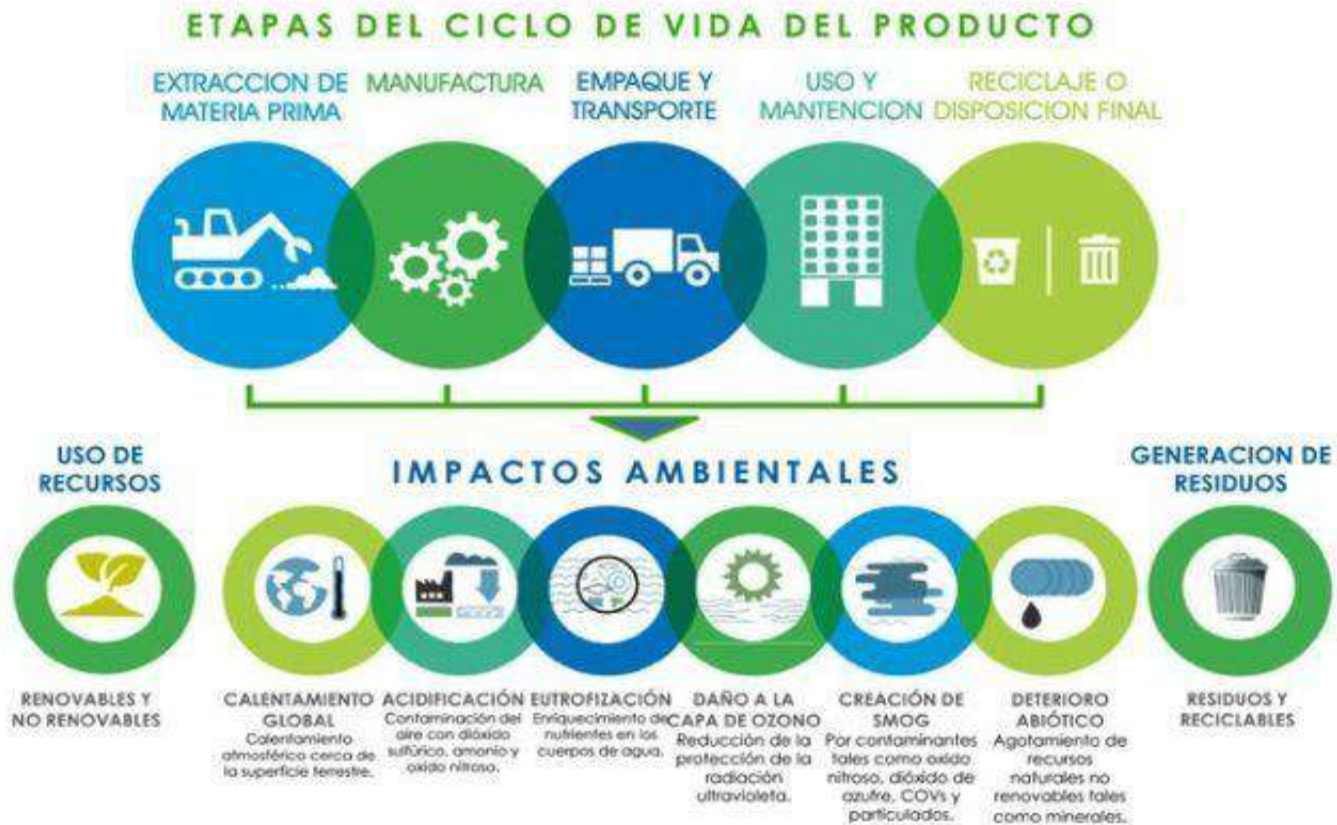 ETAPAS DEL CICLO DE VIDA DEL PRODUCTO
EXTRACCION DE
MATERIA PRIMA
MANUFACTURA
EMPAQUE Y
TRANSPORTE
USO Y
MANTENCION
RECICLAJE O
DISPOSICION FINAL
USO DE
RECURSOS
IMPACTOS AMBIENTALES
GENERACION DE
RESIDUOS
RENOVABLES Y
NO RENOVABLES
CALENTAMIENTO
GLOBAL
Calentamiento
atmosférico cerca de
la superficie terrestre.
ACIDIFICACIÓN
Contaminación del
aire con dióxido
sulfúrico, amonio y
oxido nitroso.
EUTROFIZACIÓN
Enriquecimiento de
nutrientes en los
cuerpos de agua.
DAÑO A LA
CAPA DE OZONO
Reducción de la
protección de la
radiación
ultravioleta.
CREACIÓN DE
SMOG
Por contaminantes
tales como oxido
nitroso, dióxido de
azufre, COVs y
particulados.
DETERIORO
ABIÓTICO
Agotamiento de
recursos
naturales no
renovables tales
como minerales.
RESIDUOS Y
RECICLABLES